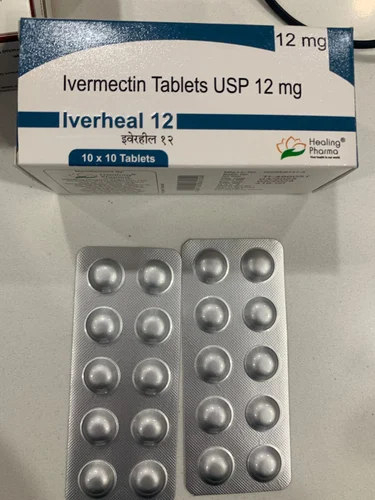 12 mg
Ivermectin Tablets USP 12 mg
Iverheal 12
इवेरहील १२
10 x 10 Tablets
Healing®
Pharma